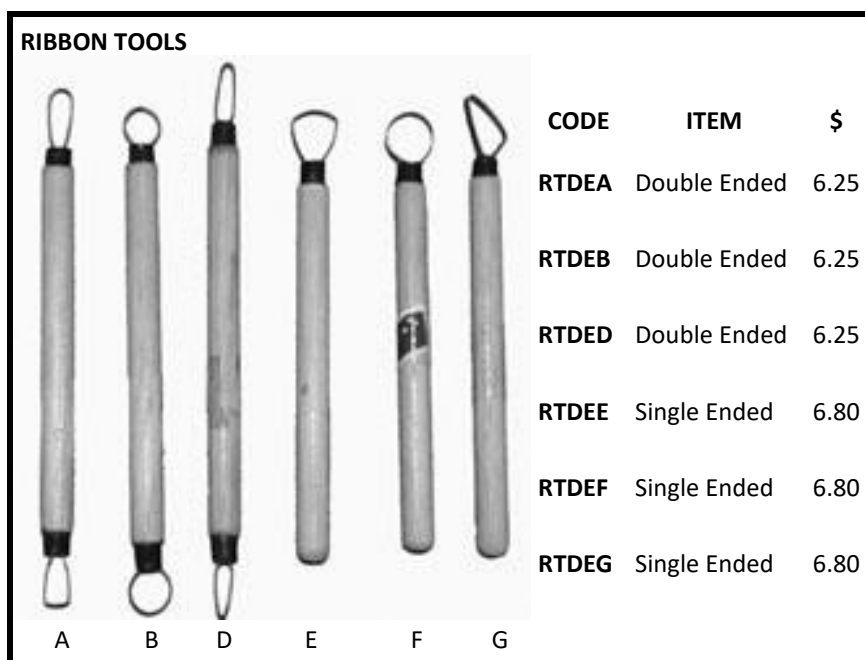 RIBBON TOOLS
CODE ITEM $
RTDEA Double Ended 6.25
RTDEB Double Ended 6.25
RTDED Double Ended 6.25
RTDEE Single Ended 6.80
RTDEF Single Ended 6.80
RTDEG Single Ended 6.80
A B D E F G